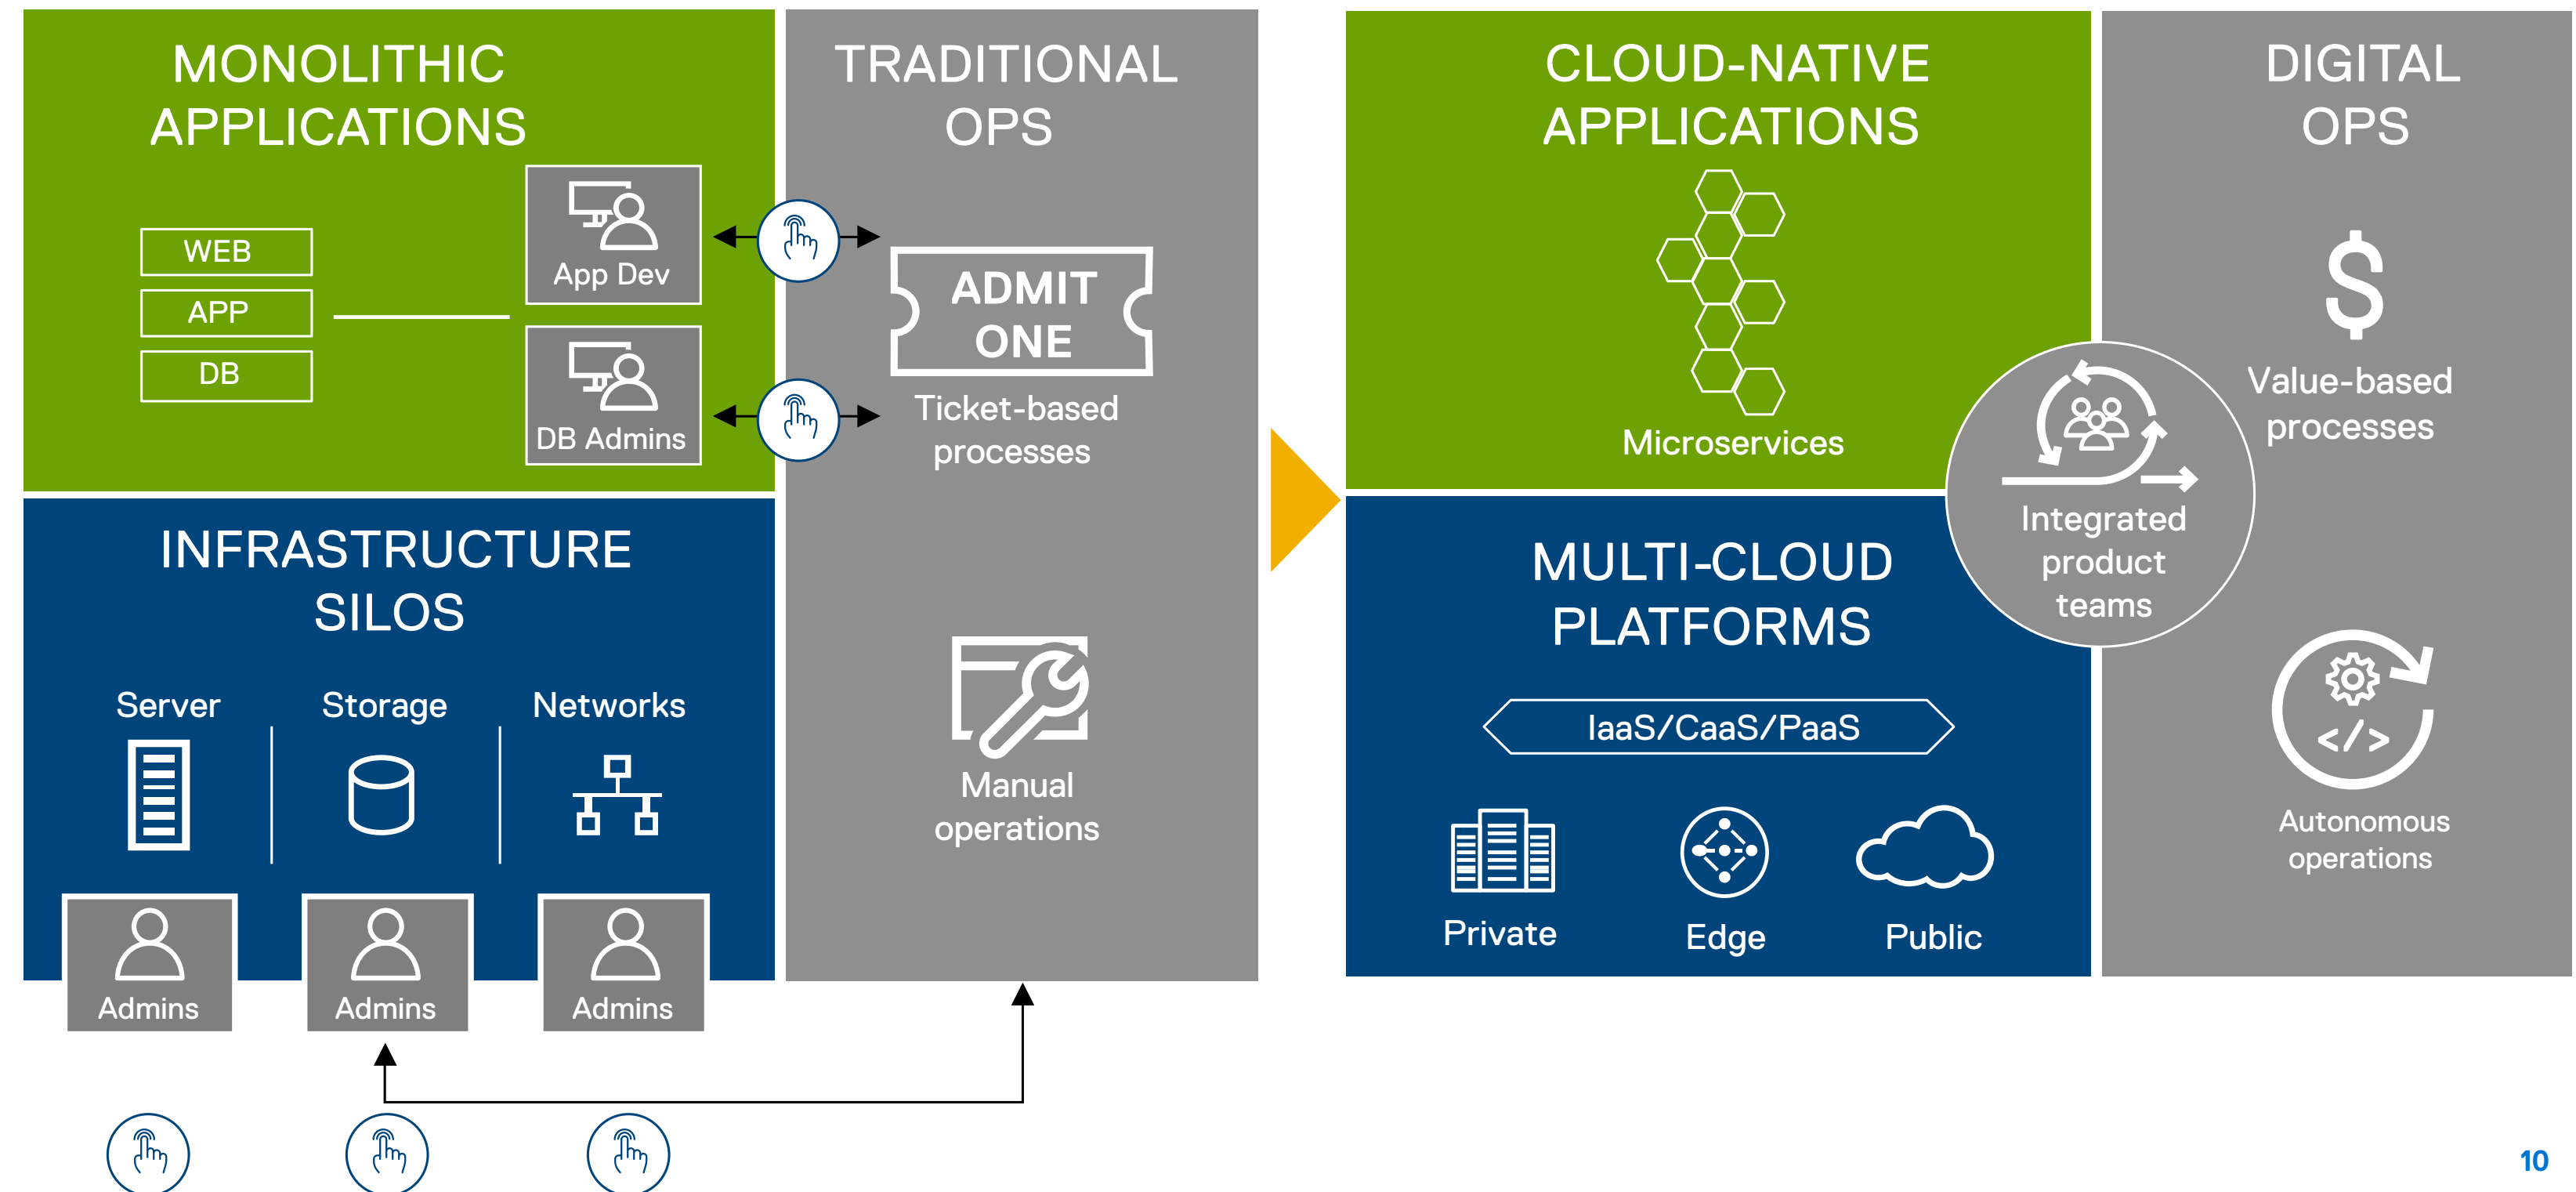 MONOLITHIC
APPLICATIONS
WEB
APP
DB
App Dev
DB Admins
TRADITIONAL
OPS
ADMIT
ONE
Ticket-based
processes
Manual
operations
INFRASTRUCTURE
SILOS
Server
Storage
Networks
Admins
Admins
Admins
CLOUD-NATIVE
APPLICATIONS
Microservices
DIGITAL
OPS
Value-based
processes
Integrated
product
teams
MULTI-CLOUD
PLATFORMS
IaaS/CaaS/PaaS
Private
Edge
Public
</>
Autonomous
operations
10